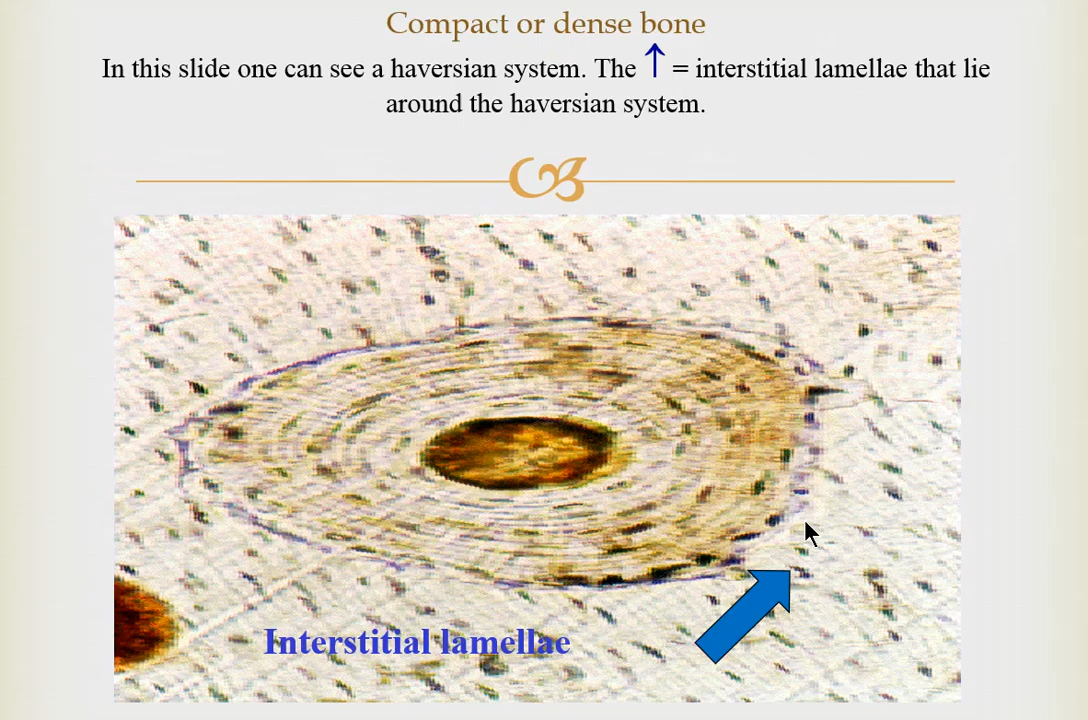 Compact or dense bone
In this slide one can see a haversian system. The ↑ = interstitial lamellae that lie
around the haversian system.
Interstitial lamellae